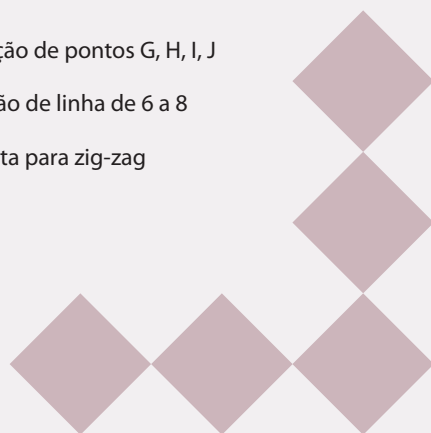 ção de pontos G, H, I, J
ão de linha de 6 a 8
ta para zig-zag